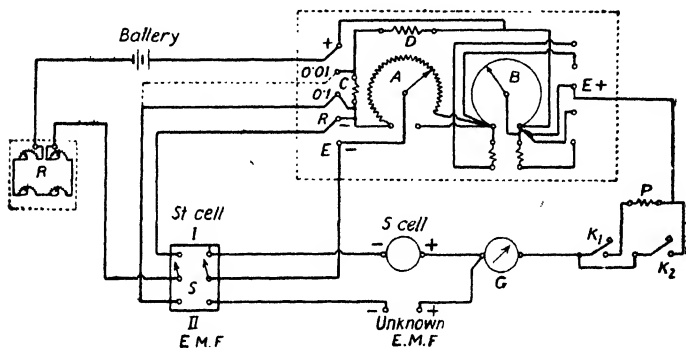 Battery
+
D
0.01
C
A
B
0.1
E+
R
−
E
−
R
St cell
I
S
II
E.M.F
S cell
−
+
G
P
K1
K2
−
+
Unknown
E.M.F